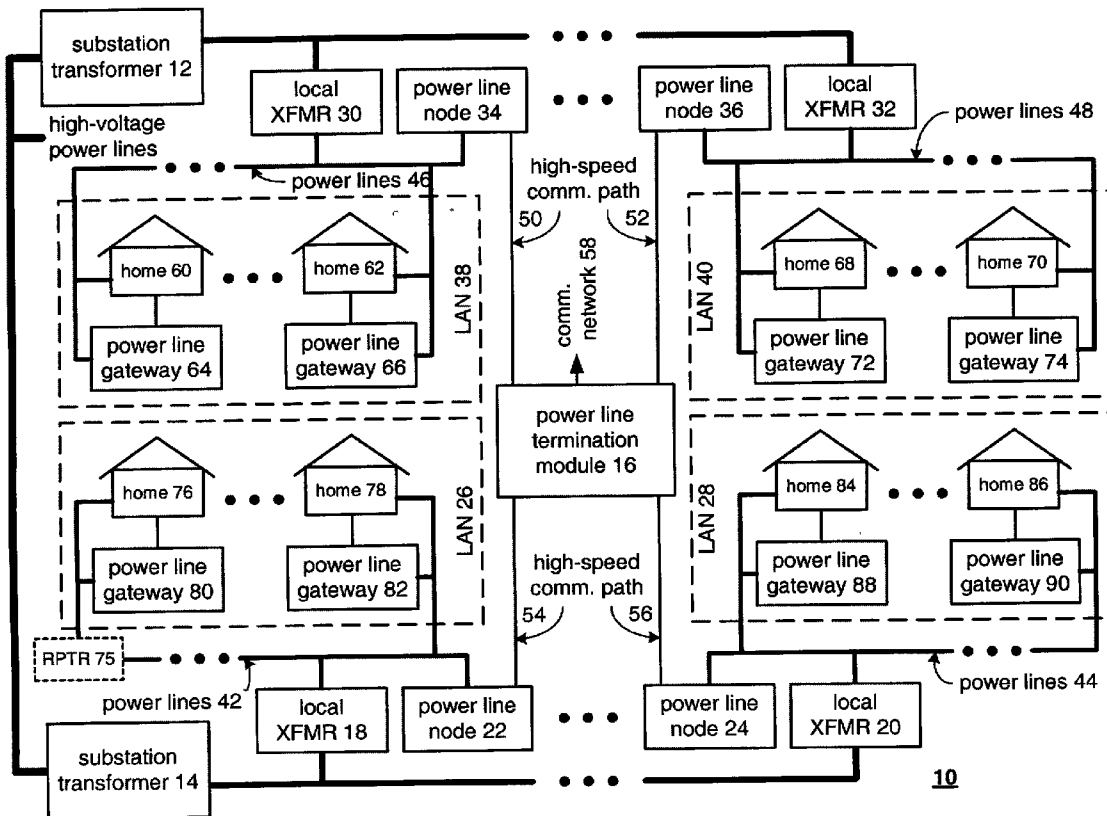 substation
transformer 12
local
XFMR 30
power line
node 34
power line
node 36
local
XFMR 32
power lines 48
high-voltage
power lines
power lines 46
high-speed
comm. path
50
52
home 60
home 62
LAN 38
comm.
network 58
LAN 40
home 68
home 70
power line
gateway 64
power line
gateway 66
power line
gateway 72
power line
gateway 74
power line
termination
module 16
home 76
home 78
LAN 26
LAN 28
home 84
home 86
power line
gateway 80
power line
gateway 82
high-speed
comm. path
power line
gateway 88
power line
gateway 90
54
56
RPTR 75
power lines 42
power lines 44
local
XFMR 18
power line
node 22
power line
node 24
local
XFMR 20
substation
transformer 14
10